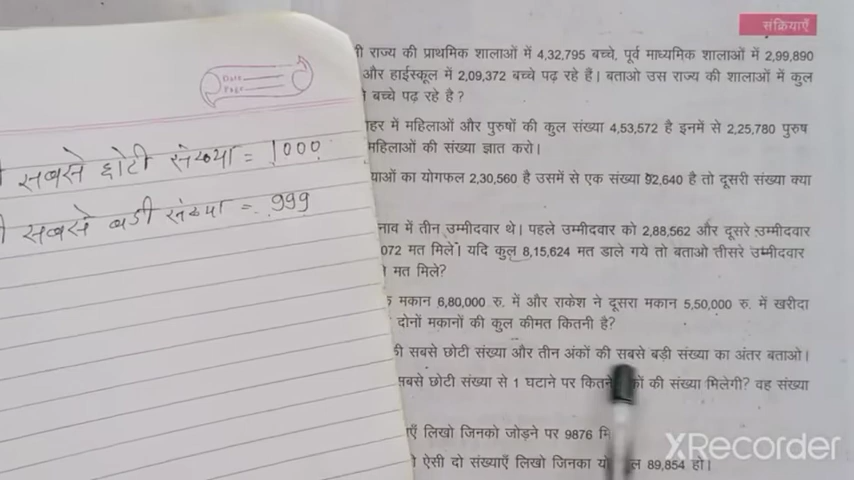 संक्रियाएँ
Date
Page
सबसे छोटी संख्या = 1000
सबसे बडी संख्या = 999
राज्य की प्राथमिक शालाओं में 4,32,795 बच्चे, पूर्व माध्यमिक शालाओं में 2,99,890
और हाईस्कूल में 2,09,372 बच्चे पढ़ रहे हैं। बताओ उस राज्य की शालाओं में कुल
बच्चे पढ़ रहे है ?
में महिलाओं और पुरुषों की कुल संख्या 4,53,572 है इनमें से 2,25,780 पुरुष
महिलाओं की संख्या ज्ञात करो।
का योगफल 2,30,560 है उसमें से एक संख्या 92,640 है तो दूसरी संख्या क्या
में तीन उम्मीदवार थे। पहले उम्मीदवार को 2,88,562 और दूसरे उम्मीदवार
072 मत मिले। यदि कुल 8,15,624 मत डाले गये तो बताओ तीसरे उम्मीदवार
मत मिले?
मकान 6,80,000 रु. में और राकेश ने दूसरा मकान 5,50,000 रु. में खरीदा
दोनों मकानों की कुल कीमत कितनी है?
की सबसे छोटी संख्या और तीन अंकों की सबसे बड़ी संख्या का अंतर बताओ।
सबसे छोटी संख्या से 1 घटाने पर की संख्या मिलेगी? वह संख्या
लिखो जिनको जोड़ने पर 9876
ऐसी दो संख्याएँ लिखो जिनका 89,854 हो।
XRecorder